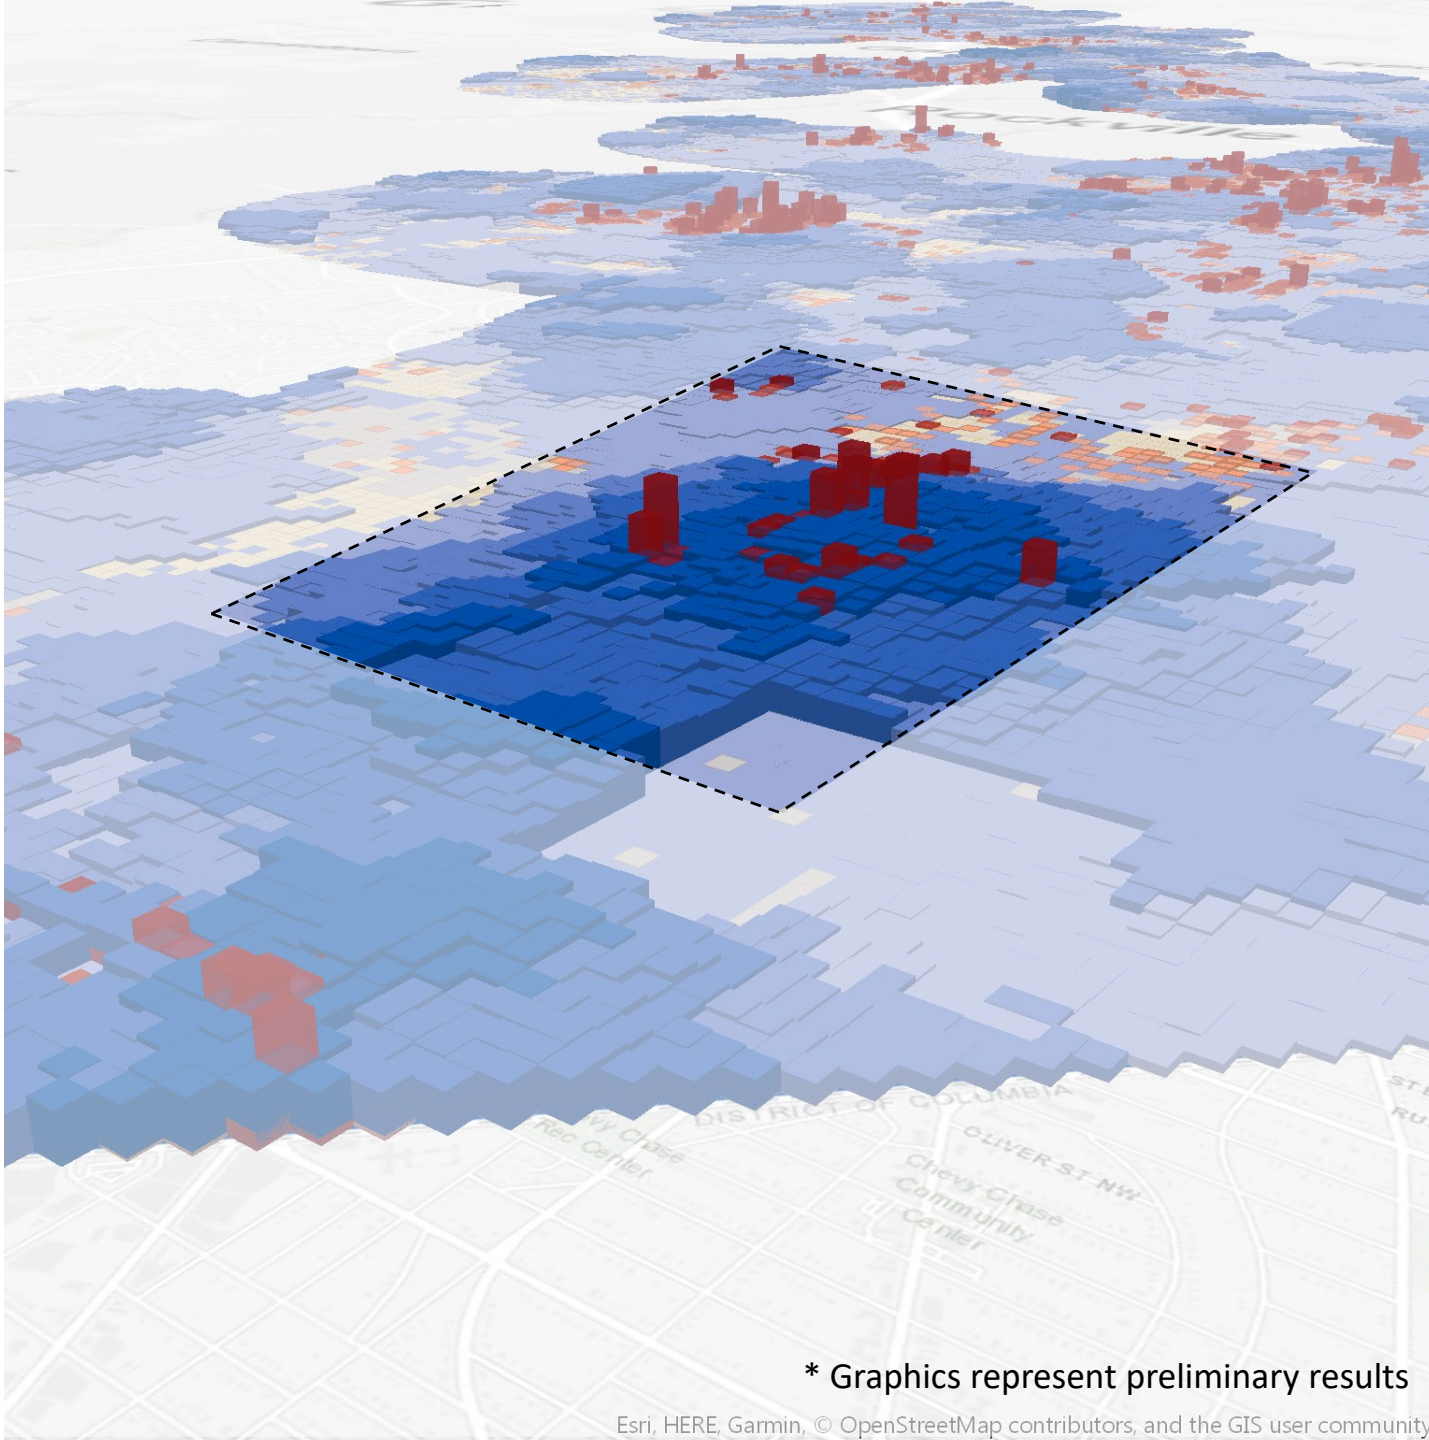 Rockville
DISTRICT OF COLUMBIA
Rec Center
OLIVER ST NW
Chevy Chase
Community
Center
* Graphics represent preliminary results
Esri, HERE, Garmin, © OpenStreetMap contributors, and the GIS user community